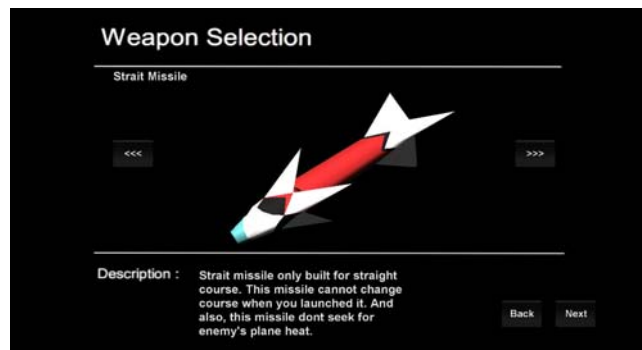 Weapon Selection
Strait Missile
<<<
>>>
Description :
Strait missile only built for straight
course. This missile cannot change
course when you launched it. And
also, this missile dont seek for
enemy's plane heat.
Back
Next